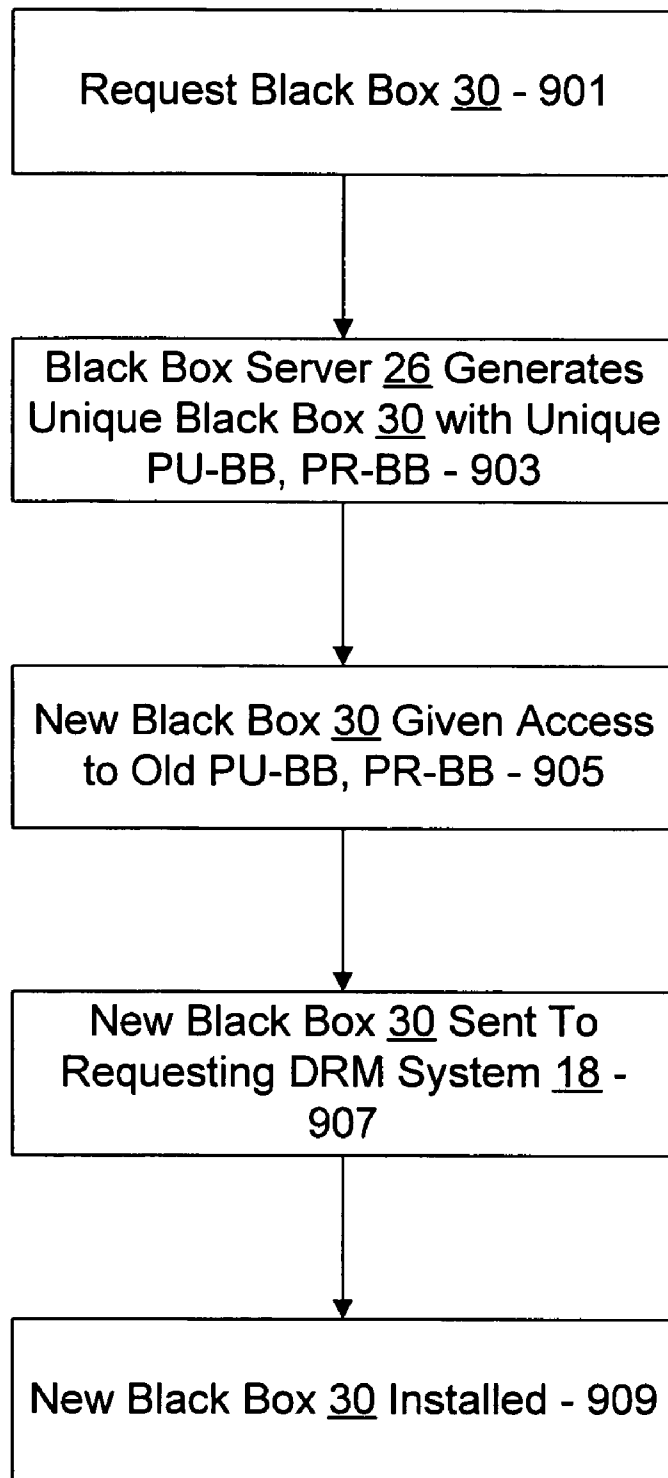 Request Black Box 30 - 901
Black Box Server 26 Generates
Unique Black Box 30 with Unique
PU-BB, PR-BB - 903
New Black Box 30 Given Access
to Old PU-BB, PR-BB - 905
New Black Box 30 Sent To
Requesting DRM System 18 -
907
New Black Box 30 Installed - 909